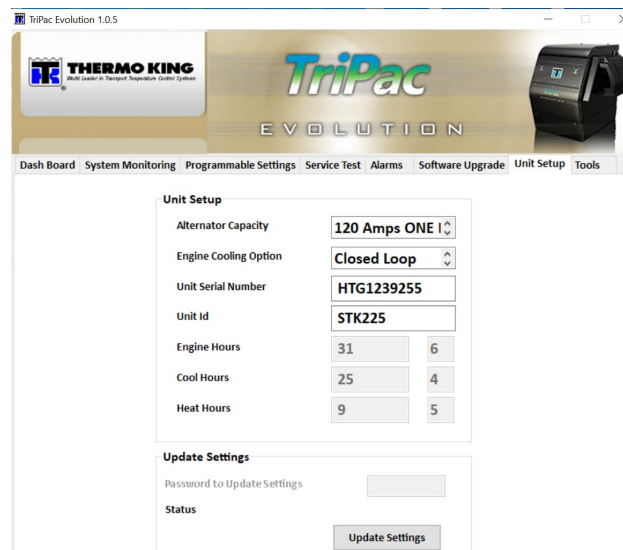 TriPac Evolution 1.0.5
THERMO KING
World Leader in Transport Temperature Control Systems
TriPac
EVOLUTION
Dash Board System Monitoring Programmable Settings Service Test Alarms Software Upgrade Unit Setup Tools
Unit Setup
Alternator Capacity 120 Amps ONE
Engine Cooling Option Closed Loop
Unit Serial Number HTG1239255
Unit Id STK225
Engine Hours 31 6
Cool Hours 25 4
Heat Hours 9 5
Update Settings
Password to Update Settings
Status
Update Settings